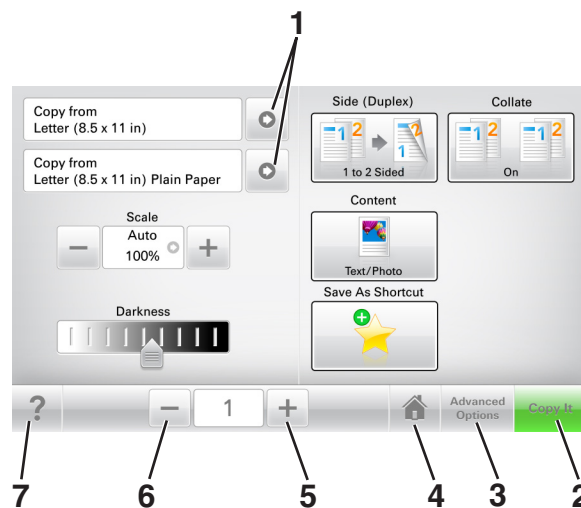 1
Copy from
Letter (8.5 x 11 in)
Copy from
Letter (8.5 x 11 in) Plain Paper
Scale
Auto
100%
Darkness
Side (Duplex)
1 2 2 1
1 to 2 Sided
Collate
1 2 1 2
On
Content
Text/Photo
Save As Shortcut
?
1
Advanced
Options
Copy It
7
6
5
4
3
2